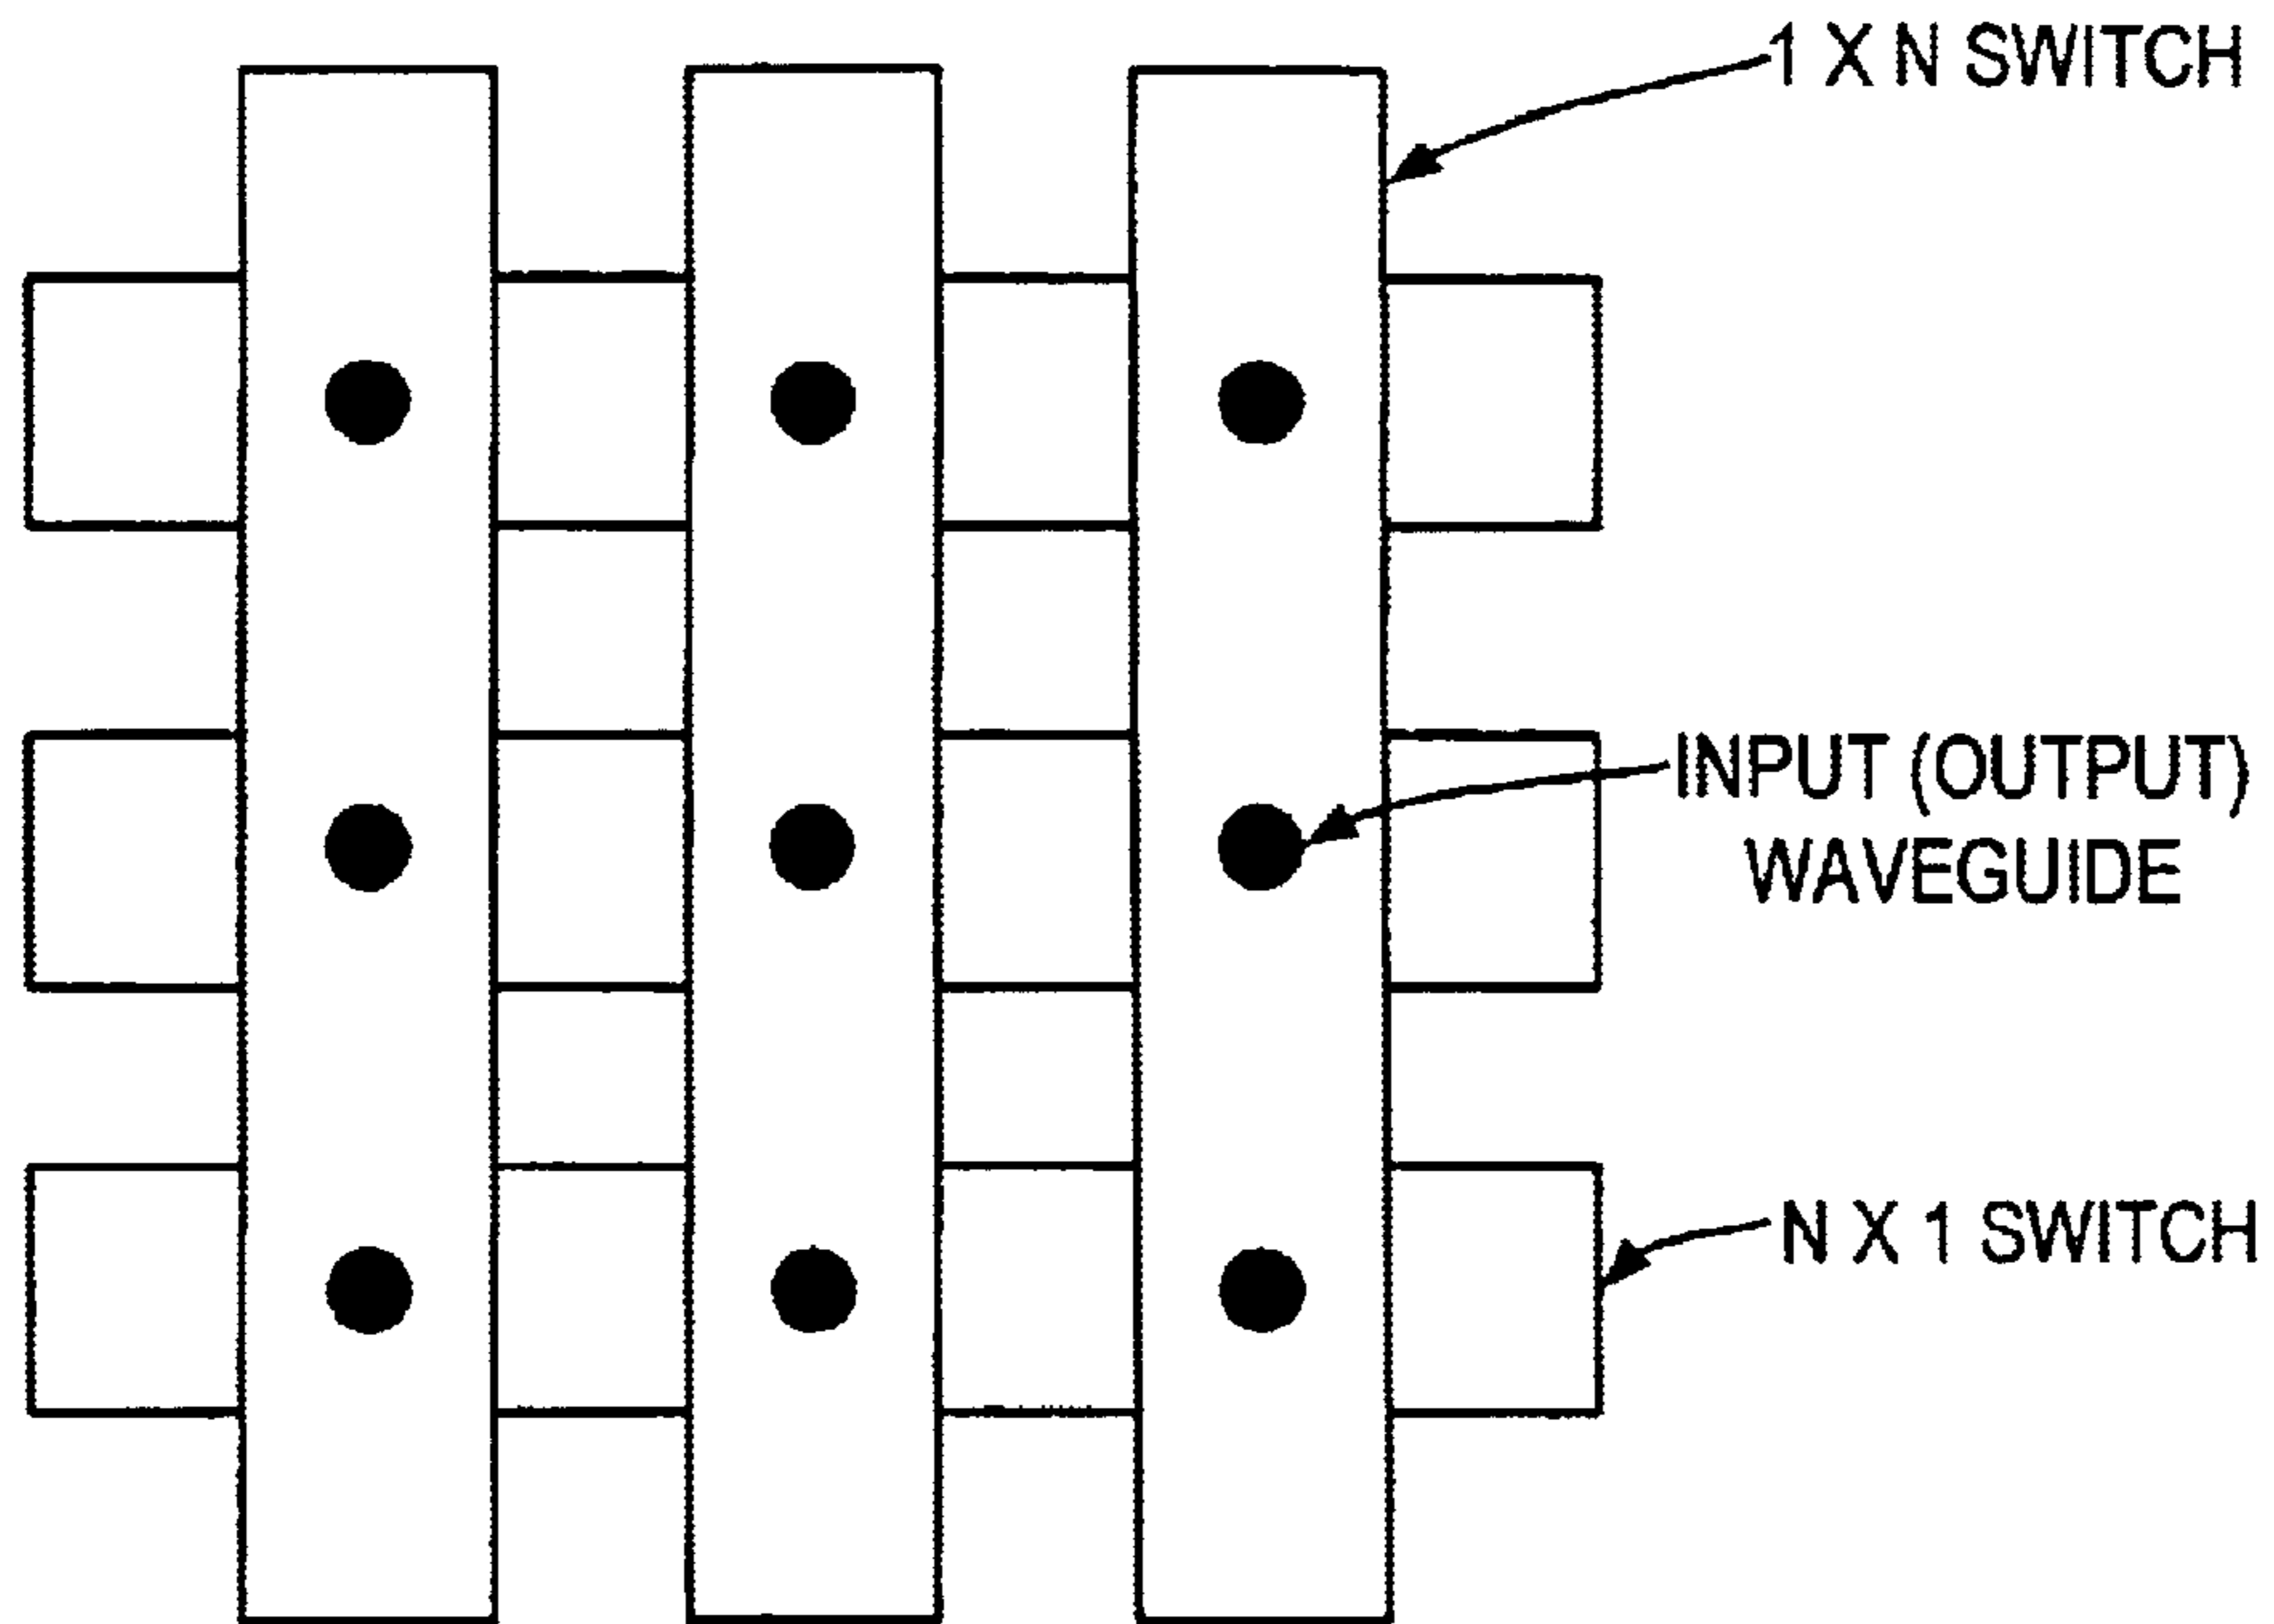 1 X N SWITCH
INPUT (OUTPUT)
WAVEGUIDE
N X 1 SWITCH